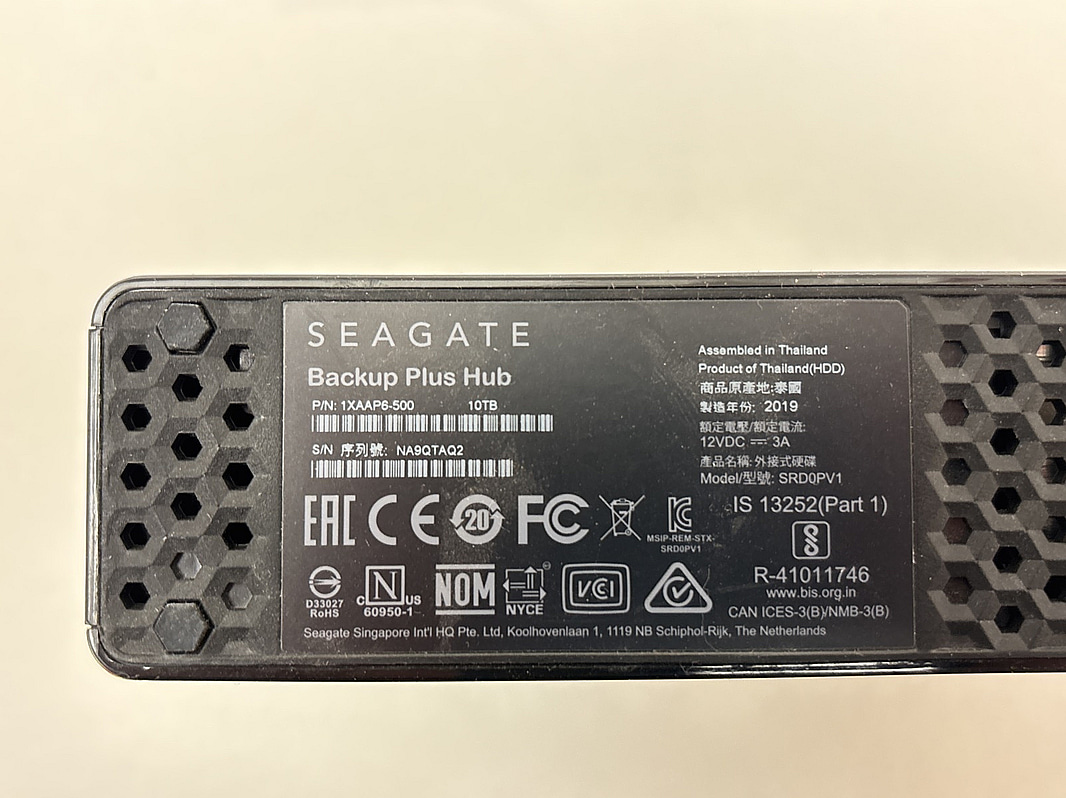 SEAGATE
Backup Plus Hub
P/N: 1XAAP6-500 10TB
S/N 序列號: NA9QTAQ2
Assembled in Thailand
Product of Thailand(HDD)
商品原產地:泰國
製造年份: 2019
額定電壓/額定電流:
12VDC ⎓ 3A
產品名稱: 外接式硬碟
Model/型號: SRD0PV1
EAC CE 20 FC
MSIP-REM-STX-
SRD0PV1
IS 13252(Part 1)
R-41011746
www.bis.org.in
CAN ICES-3(B)/NMB-3(B)
D33027
RoHS
c N US
60950-1
NOM
NYCE
VCI
Seagate Singapore Int'l HQ Pte. Ltd, Koolhovenlaan 1, 1119 NB Schiphol-Rijk, The Netherlands